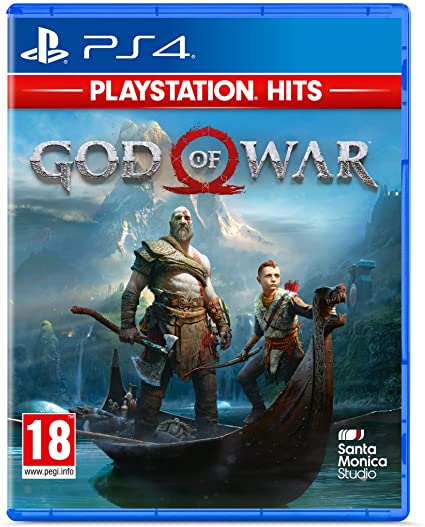 PS4
PLAYSTATION HITS
GOD OF WAR
18
www.pegi.info
Santa
Monica
Studio